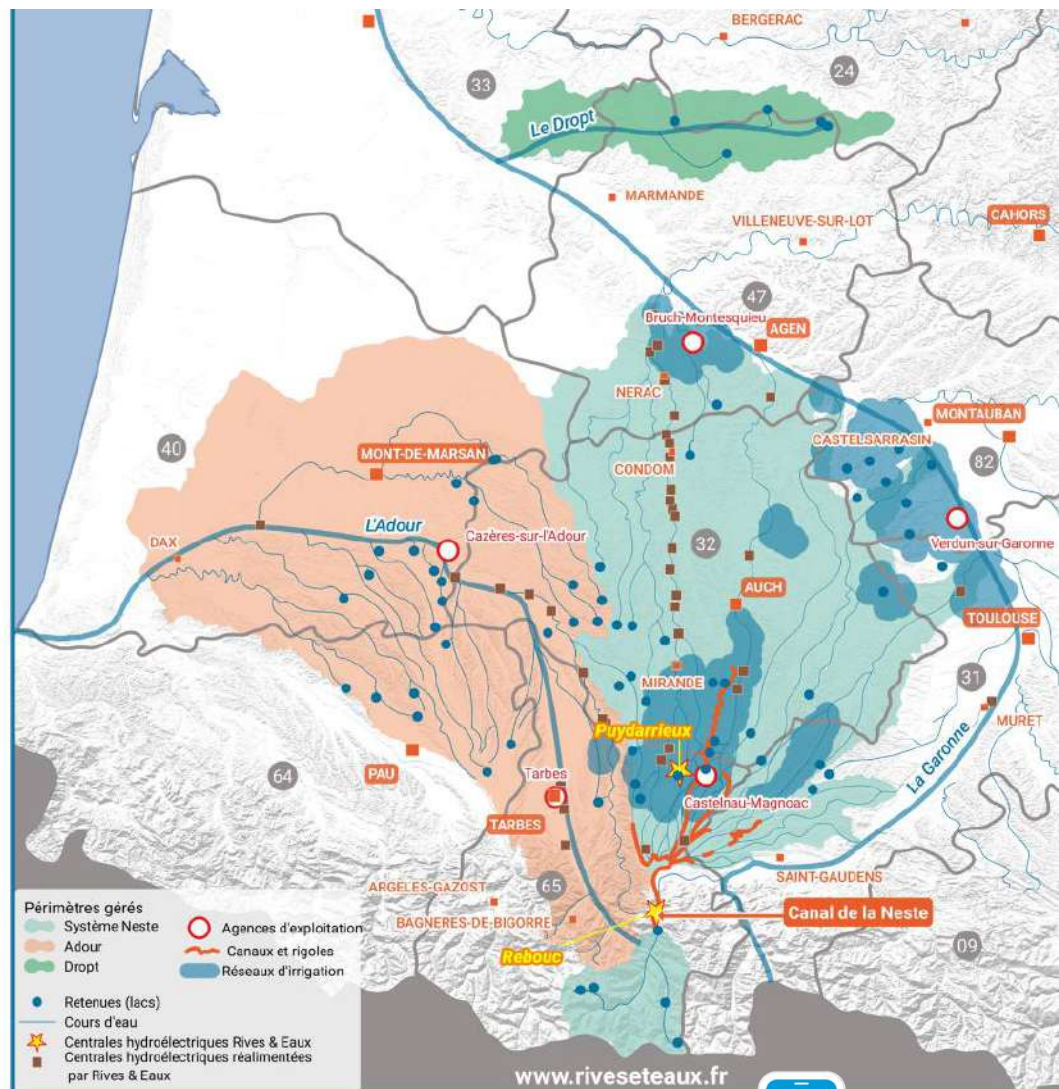 BERGERAC
33
24
Le Dropt
MARMANDE
VILLENEUVE-SUR-LOT
CAHORS
47
Bruch-Montesquieu
AGEN
NERAC
MONTAUBAN
CASTELSARRASIN
40
MONT-DE-MARSAN
CONDOM
82
L'Adour
Cazères-sur-l'Adour
32
Verdun-sur-Garonne
DAX
AUCH
TOULOUSE
MIRANDE
31
MURET
Puydarrieux
La Garonne
64
PAU
Tarbes
Castelnau-Magnoac
TARBES
SAINT-GAUDENS
ARGELES-GAZOST
65
BAGNERES-DE-BIGORRE
Canal de la Neste
09
Rebouc
Périmètres gérés
Système Neste
Adour
Dropt
Agences d'exploitation
Canaux et rigoles
Réseaux d'irrigation
Retenues (lacs)
Cours d'eau
Centrales hydroélectriques Rives & Eaux
Centrales hydroélectriques réalimentées
par Rives & Eaux
www.riveseteaux.fr